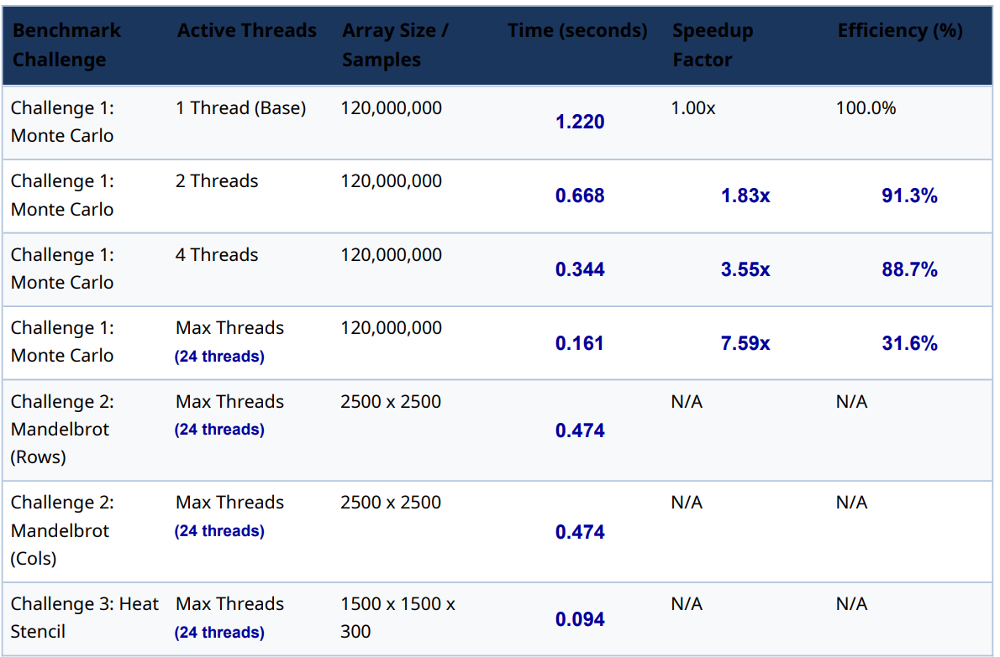 Benchmark Challenge | Active Threads | Array Size / Samples | Time (seconds) | Speedup Factor | Efficiency (%)
Challenge 1: Monte Carlo | 1 Thread (Base) | 120,000,000 | 1.220 | 1.00x | 100.0%
Challenge 1: Monte Carlo | 2 Threads | 120,000,000 | 0.668 | 1.83x | 91.3%
Challenge 1: Monte Carlo | 4 Threads | 120,000,000 | 0.344 | 3.55x | 88.7%
Challenge 1: Monte Carlo | Max Threads (24 threads) | 120,000,000 | 0.161 | 7.59x | 31.6%
Challenge 2: Mandelbrot (Rows) | Max Threads (24 threads) | 2500 x 2500 | 0.474 | N/A | N/A
Challenge 2: Mandelbrot (Cols) | Max Threads (24 threads) | 2500 x 2500 | 0.474 | N/A | N/A
Challenge 3: Heat Stencil | Max Threads (24 threads) | 1500 x 1500 x 300 | 0.094 | N/A | N/A